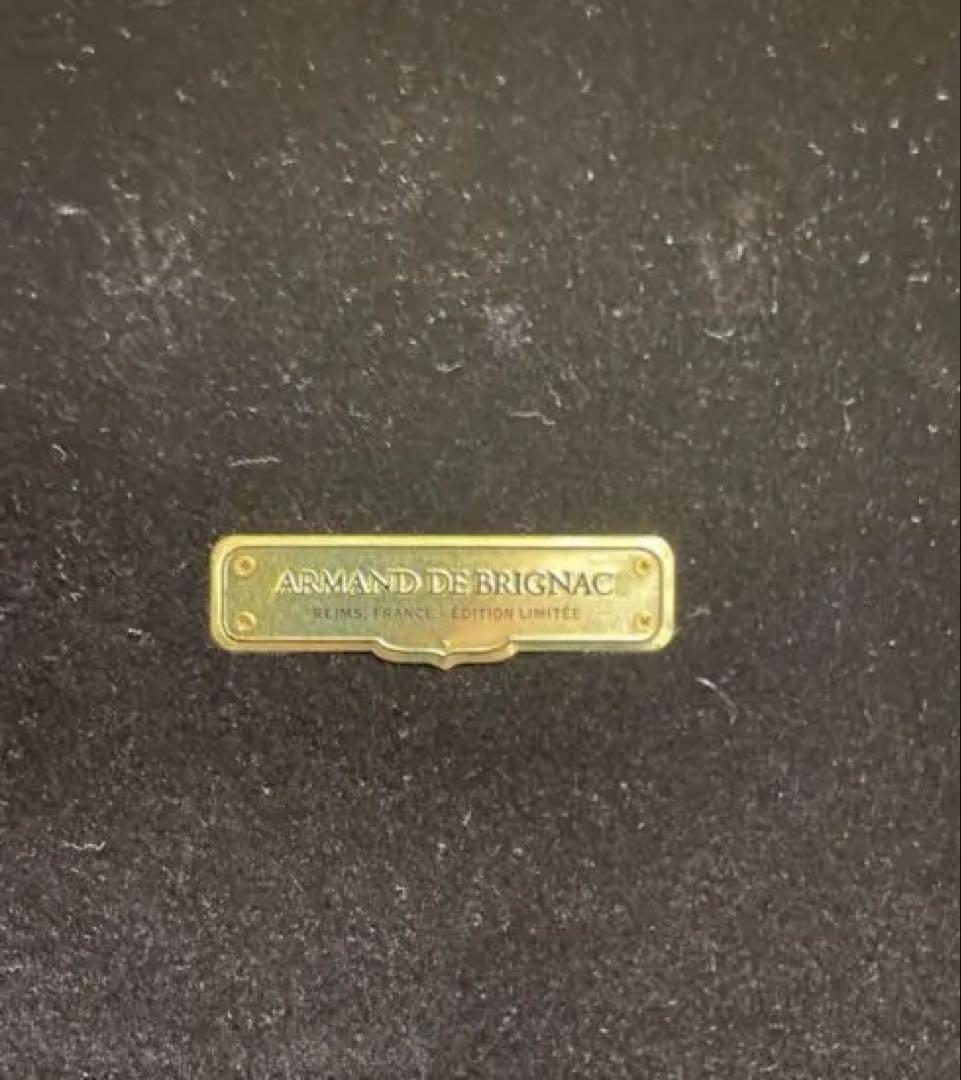 ARMAND DE BRIGNAC
REIMS, FRANCE - ÉDITION LIMITÉE